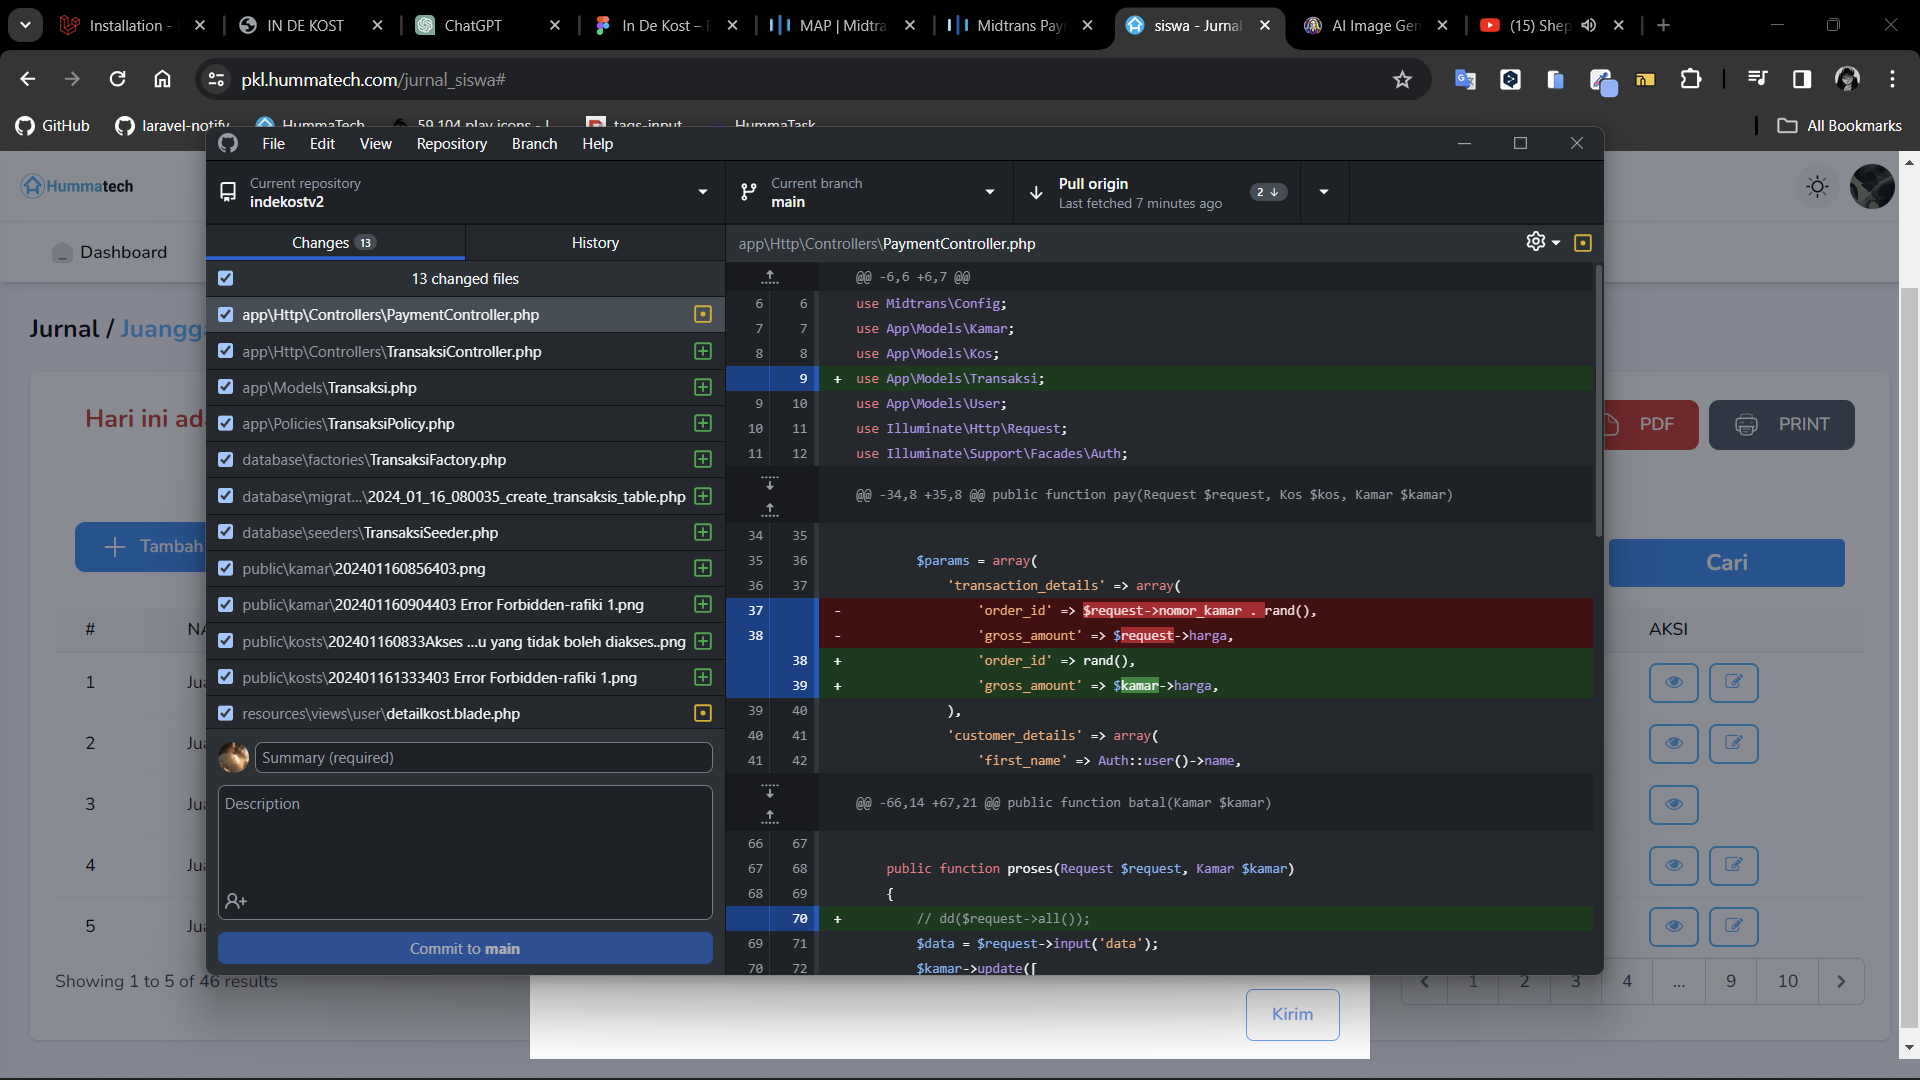 Installation -
IN DE KOST
ChatGPT
In De Kost – F
MAP | Midtra
Midtrans Pay
siswa - Jurnal
AI Image Gen
(15) Shep
pkl.hummatech.com/jurnal_siswa#
GitHub
laravel-notify
HummaTech
59,104 play icons - I
tags-input
HummaTask
All Bookmarks
File Edit View Repository Branch Help
Hummatech
Current repository
indekostv2
Current branch
main
Pull origin
Last fetched 7 minutes ago
2
Dashboard
Changes 13
History
app\Http\Controllers\PaymentController.php
13 changed files
app\Http\Controllers\PaymentController.php
app\Http\Controllers\TransaksiController.php
app\Models\Transaksi.php
app\Policies\TransaksiPolicy.php
database\factories\TransaksiFactory.php
database\migrat...\2024_01_16_080035_create_transaksis_table.php
database\seeders\TransaksiSeeder.php
public\kamar\202401160856403.png
public\kamar\202401160904403 Error Forbidden-rafiki 1.png
public\kosts\202401160833Akses ...u yang tidak boleh diakses..png
public\kosts\202401161333403 Error Forbidden-rafiki 1.png
resources\views\user\detailkost.blade.php
Summary (required)
Description
Commit to main
@@ -6,6 +6,7 @@
6 6 use Midtrans\Config;
7 7 use App\Models\Kamar;
8 8 use App\Models\Kos;
9 + use App\Models\Transaksi;
9 10 use App\Models\User;
10 11 use Illuminate\Http\Request;
11 12 use Illuminate\Support\Facades\Auth;
@@ -34,8 +35,8 @@ public function pay(Request $request, Kos $kos, Kamar $kamar)
34 35
35 36 $params = array(
36 37 'transaction_details' => array(
37 - 'order_id' => $request->nomor_kamar . rand(),
38 - 'gross_amount' => $request->harga,
38 + 'order_id' => rand(),
39 + 'gross_amount' => $kamar->harga,
39 40 ),
40 41 'customer_details' => array(
41 42 'first_name' => Auth::user()->name,
@@ -66,14 +67,21 @@ public function batal(Kamar $kamar)
66 67
67 68 public function proses(Request $request, Kamar $kamar)
68 69 {
70 + // dd($request->all());
69 71 $data = $request->input('data');
70 72 $kamar->update([
Jurnal / Juangga
Hari ini ada
PDF
PRINT
Tambah
Cari
#
NA
AKSI
1 Jua
2 Jua
3 Jua
4 Jua
5 Jua
Showing 1 to 5 of 46 results
1 2 3 4 ... 9 10
Kirim